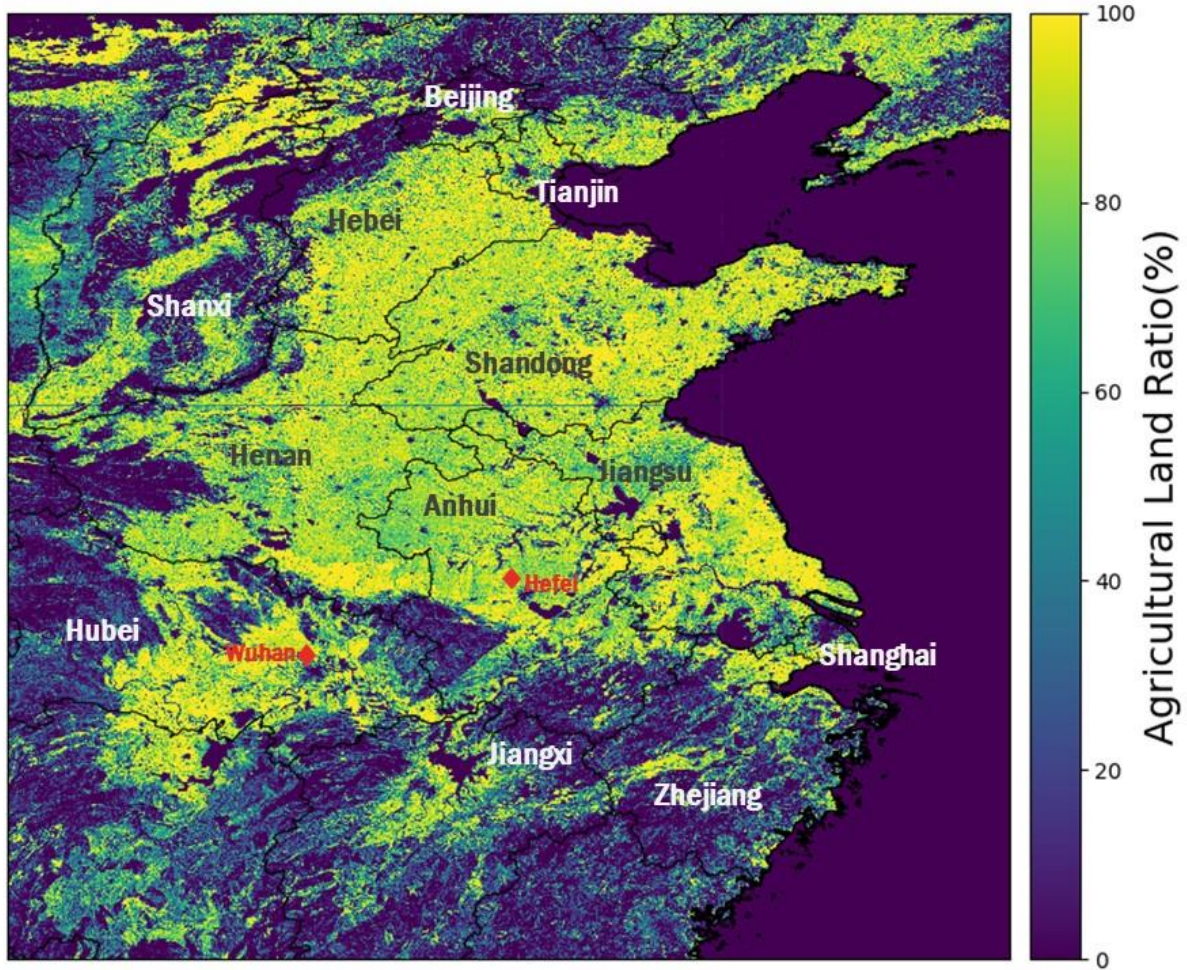 100
Beijing
80
Tianjin
Hebei
Shanxi
60
Shandong
Henan
Jiangsu
Anhui
40
Hefei
Hubei
Wuhan
Shanghai
20
Jiangxi
Zhejiang
0
Agricultural Land Ratio(%)